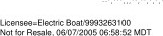 Licensee=Electric Boat/9993263100
Not for Resale, 06/07/2005 06:58:52 MDT